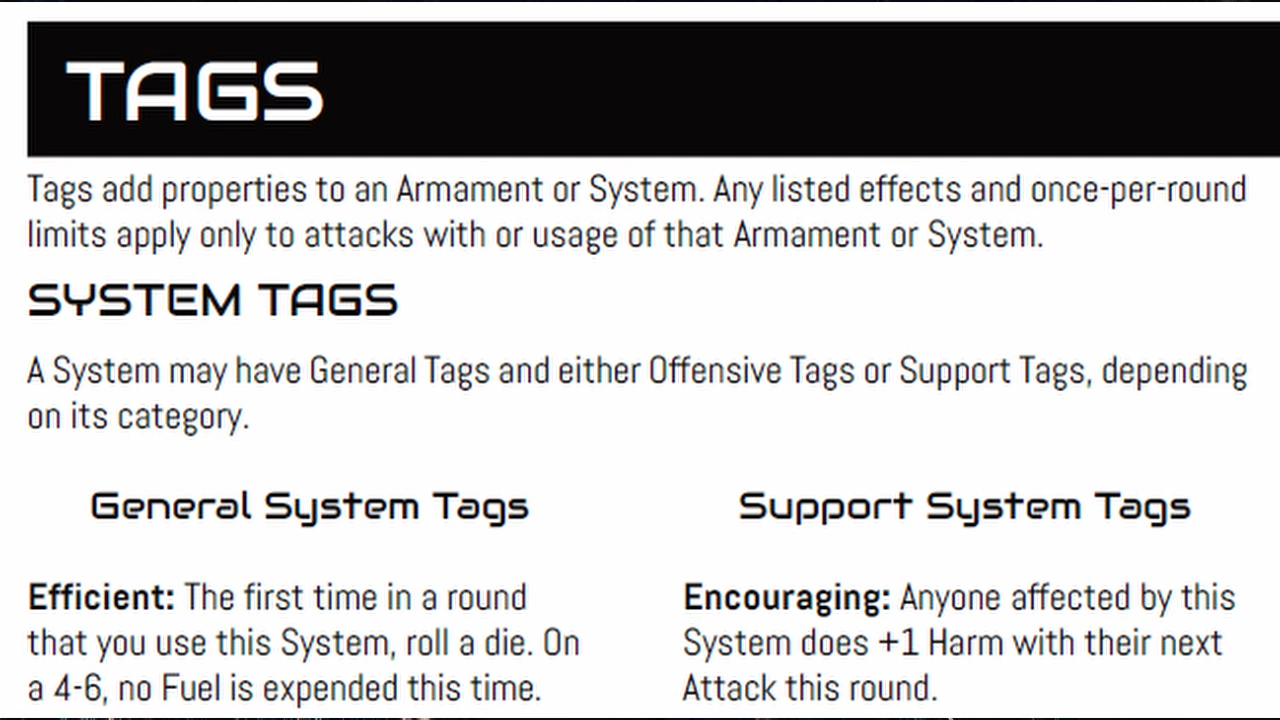 TAGS
Tags add properties to an Armament or System. Any listed effects and once-per-round
limits apply only to attacks with or usage of that Armament or System.
SYSTEM TAGS
A System may have General Tags and either Offensive Tags or Support Tags, depending
on its category.
General System Tags
Efficient: The first time in a round
that you use this System, roll a die. On
a 4-6, no Fuel is expended this time.
Support System Tags
Encouraging: Anyone affected by this
System does +1 Harm with their next
Attack this round.